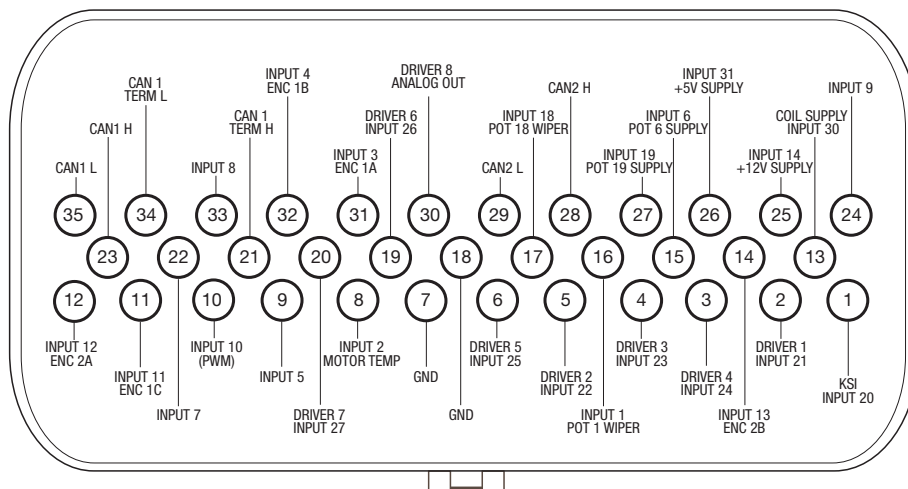 CAN 1
TERM L
INPUT 4
ENC 1B
DRIVER 8
ANALOG OUT
CAN2 H
INPUT 31
+5V SUPPLY
INPUT 9
CAN1 H
CAN 1
TERM H
DRIVER 6
INPUT 26
INPUT 18
POT 18 WIPER
INPUT 6
POT 6 SUPPLY
COIL SUPPLY
INPUT 30
CAN1 L
INPUT 8
INPUT 3
ENC 1A
CAN2 L
INPUT 19
POT 19 SUPPLY
INPUT 14
+12V SUPPLY
35 34 33 32 31 30 29 28 27 26 25 24
23 22 21 20 19 18 17 16 15 14 13
12 11 10 9 8 7 6 5 4 3 2 1
INPUT 12
ENC 2A
INPUT 11
ENC 1C
INPUT 10
(PWM)
INPUT 5
INPUT 2
MOTOR TEMP
GND
DRIVER 5
INPUT 25
DRIVER 2
INPUT 22
DRIVER 3
INPUT 23
DRIVER 4
INPUT 24
DRIVER 1
INPUT 21
KSI
INPUT 20
INPUT 7
DRIVER 7
INPUT 27
GND
INPUT 1
POT 1 WIPER
INPUT 13
ENC 2B